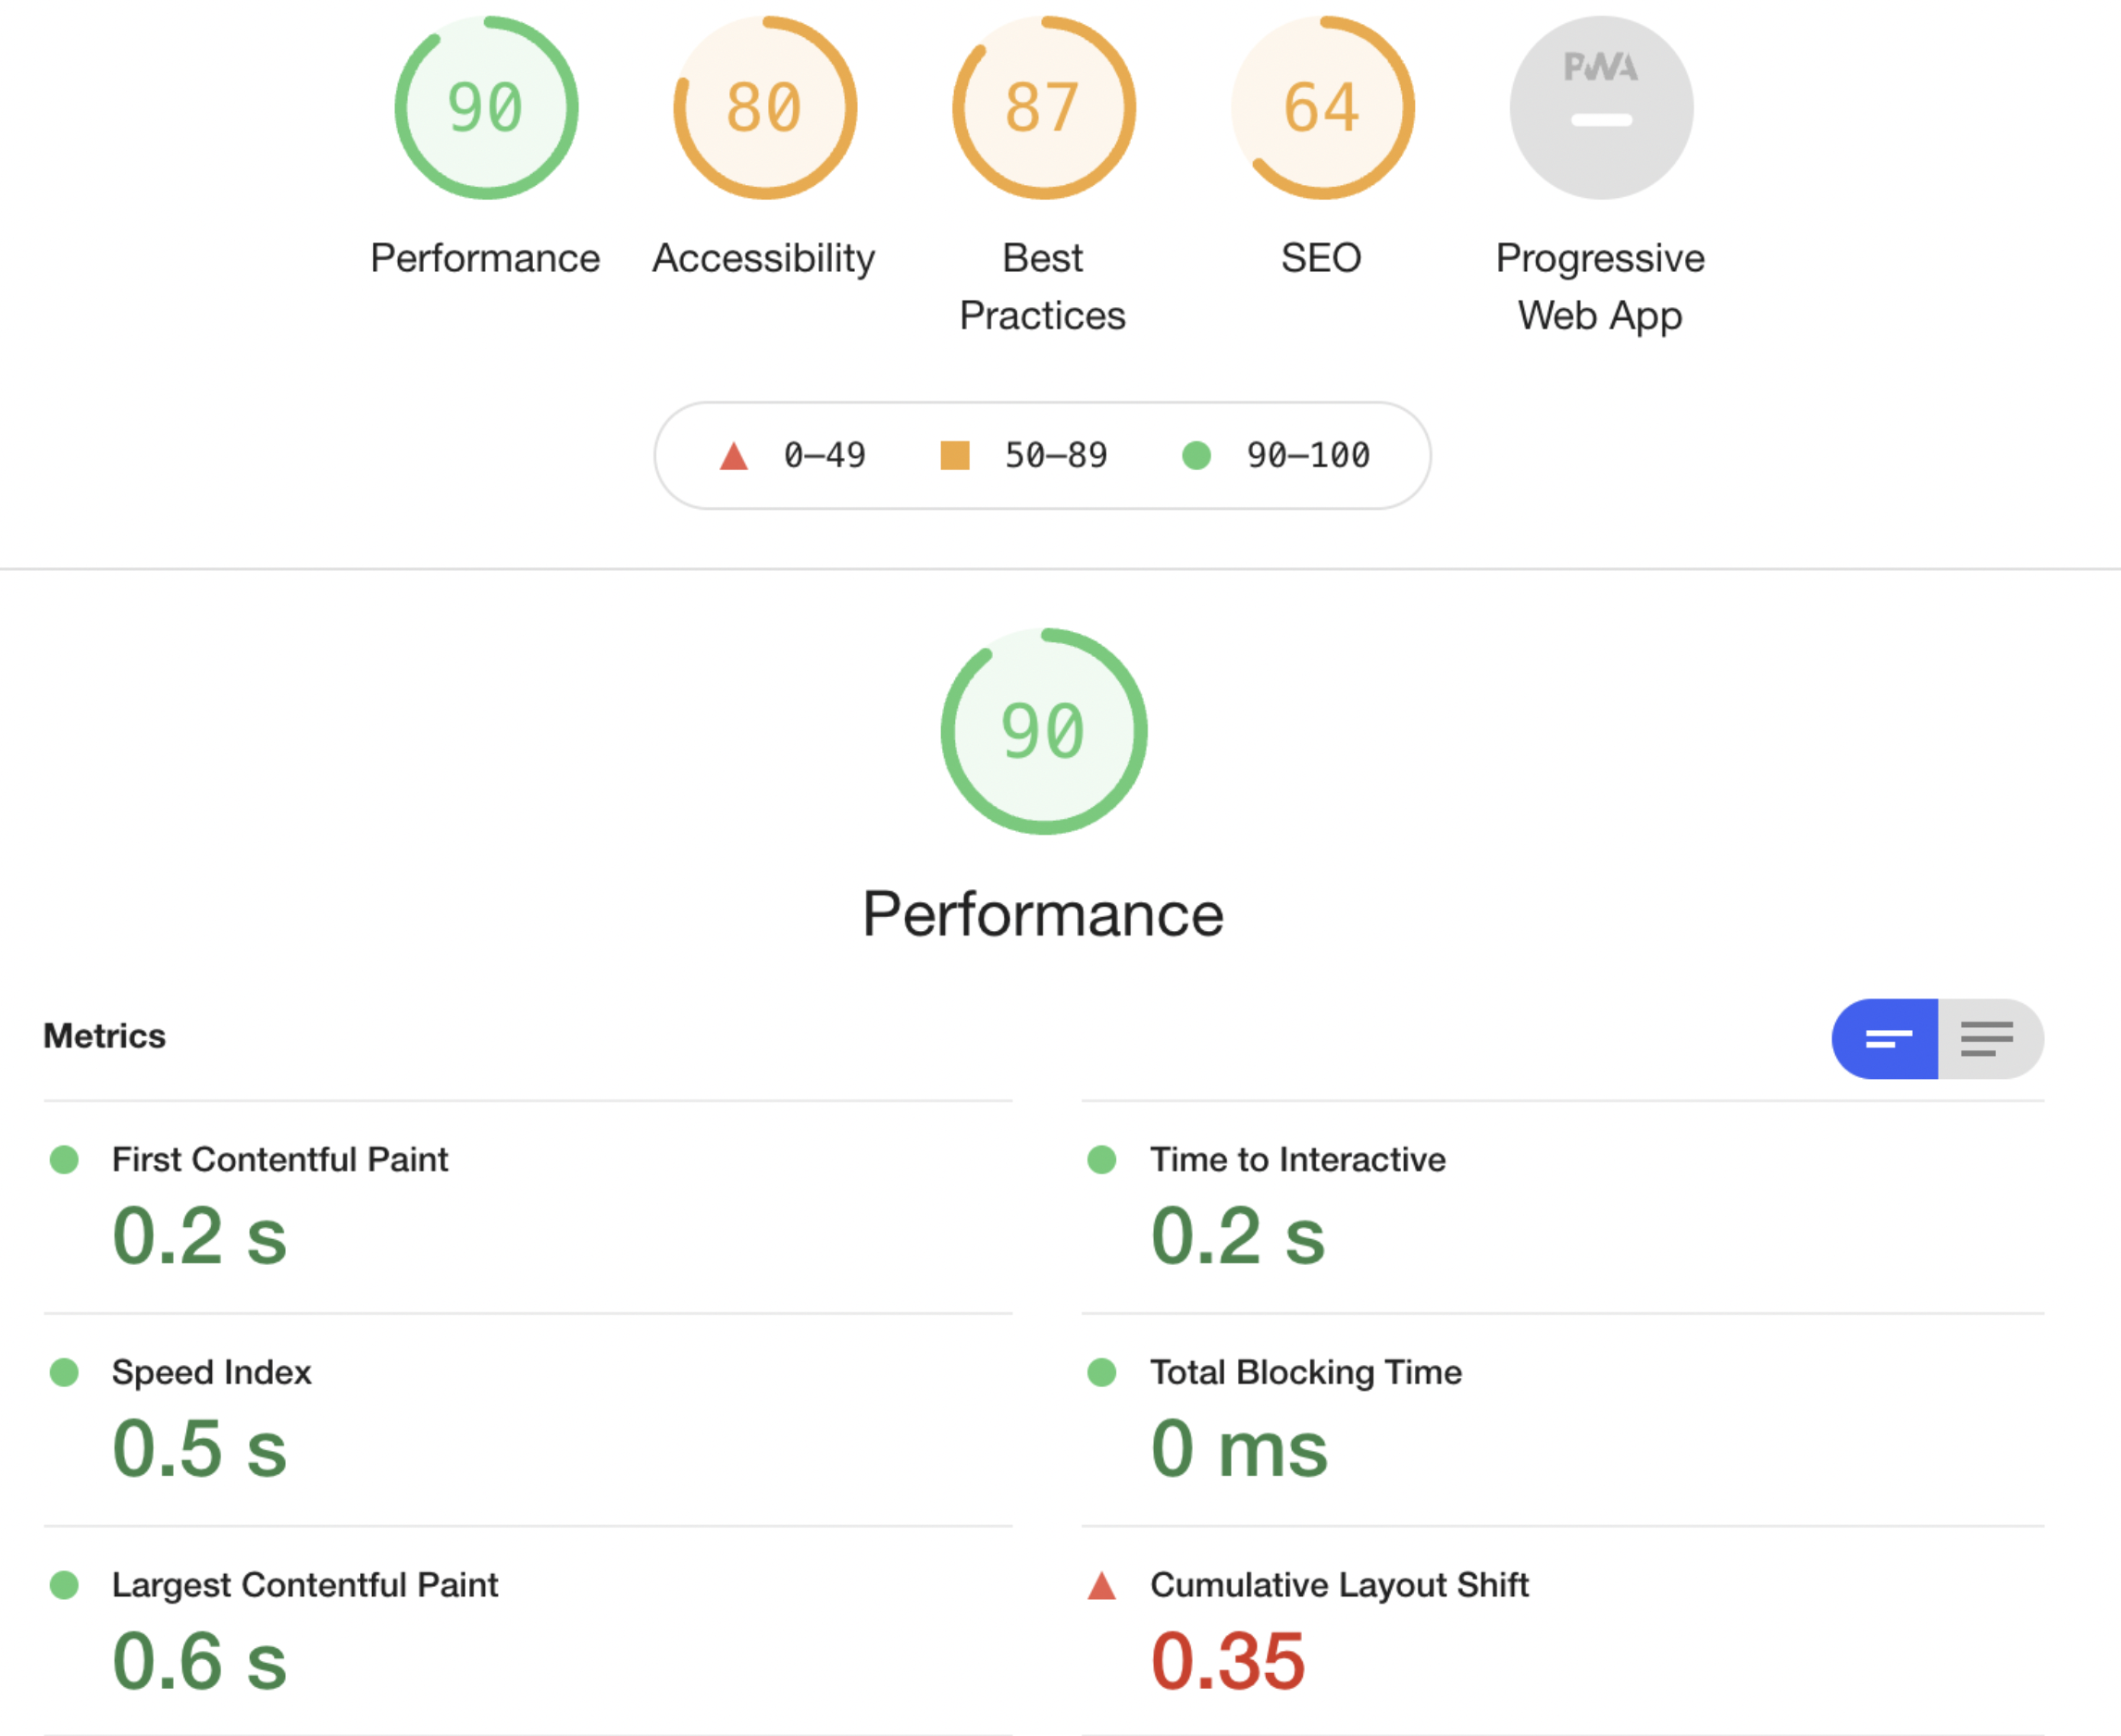 90 80 87 64 PWA
Performance Accessibility Best Practices SEO Progressive Web App
0–49 50–89 90–100
90
Performance
Metrics
First Contentful Paint
0.2 s
Time to Interactive
0.2 s
Speed Index
0.5 s
Total Blocking Time
0 ms
Largest Contentful Paint
0.6 s
Cumulative Layout Shift
0.35